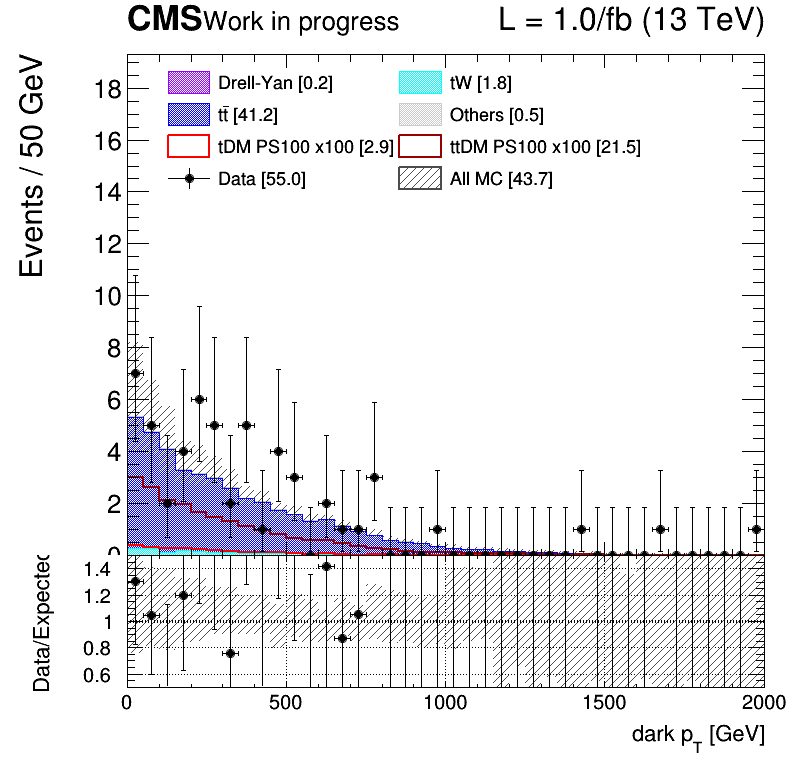 CMS Work in progress L = 1.0/fb (13 TeV)
Events / 50 GeV
Drell-Yan [0.2] tW [1.8]
tt̄ [41.2] Others [0.5]
tDM PS100 x100 [2.9] ttDM PS100 x100 [21.5]
Data [55.0] All MC [43.7]
18
16
14
12
10
8
6
4
2
0
Data/Expected
1.4
1.2
1
0.8
0.6
0 500 1000 1500 2000
dark pT [GeV]